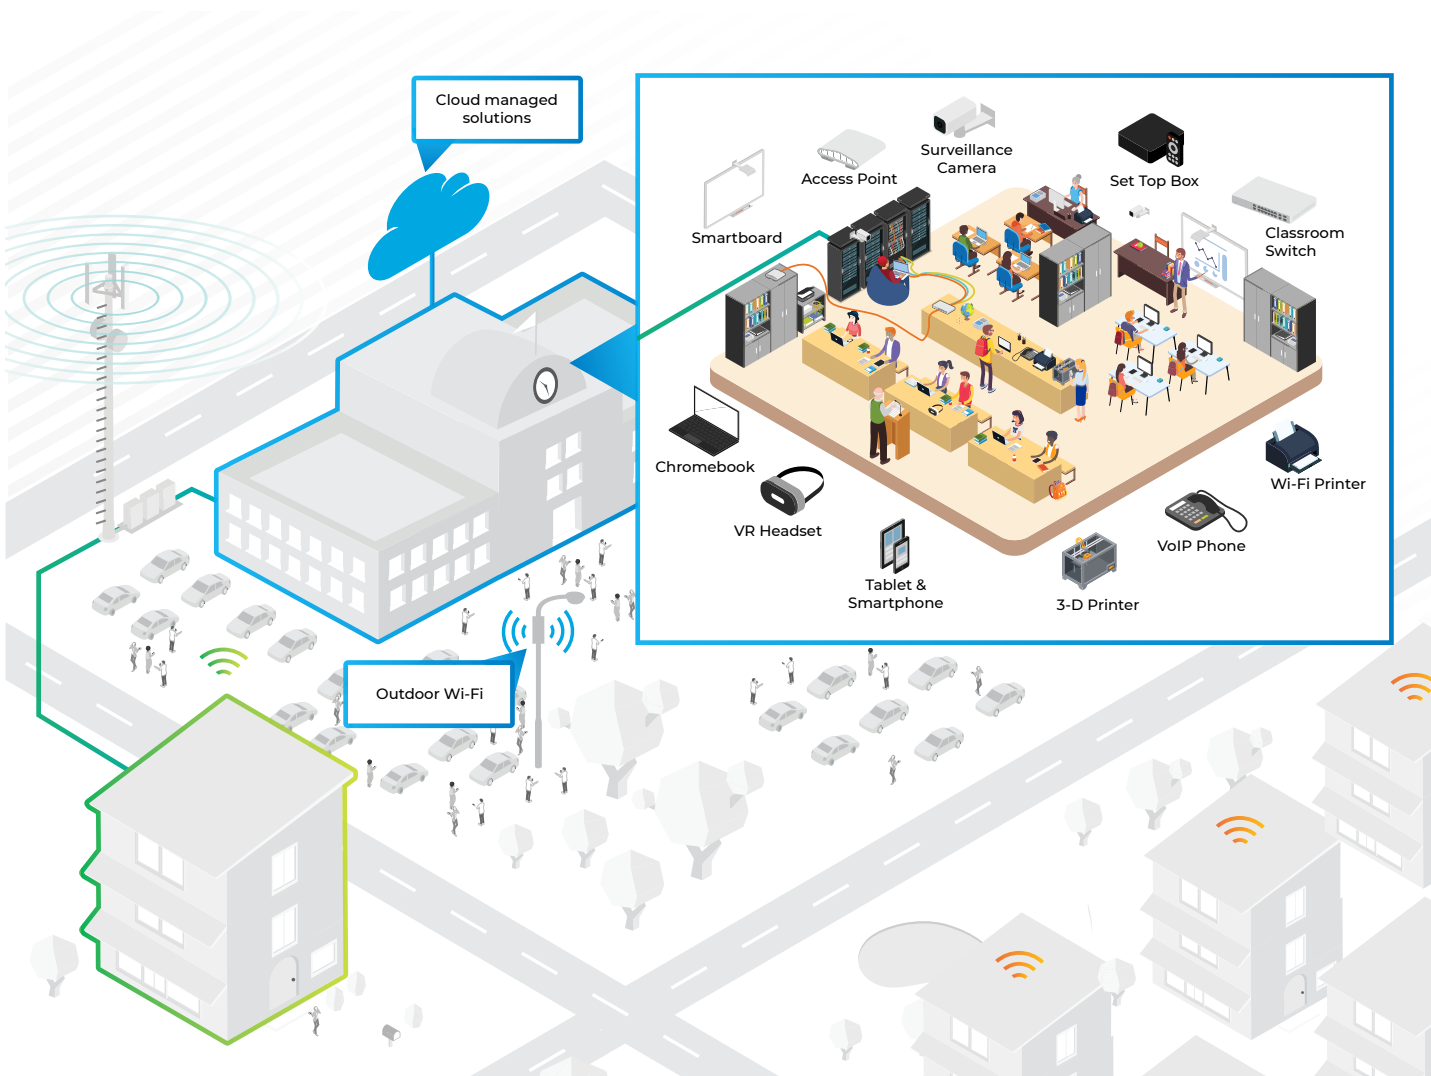 Cloud managed
solutions
Surveillance
Camera
Access Point
Set Top Box
Smartboard
Classroom
Switch
Chromebook
VR Headset
Wi-Fi Printer
VoIP Phone
Tablet &
Smartphone
3-D Printer
Outdoor Wi-Fi